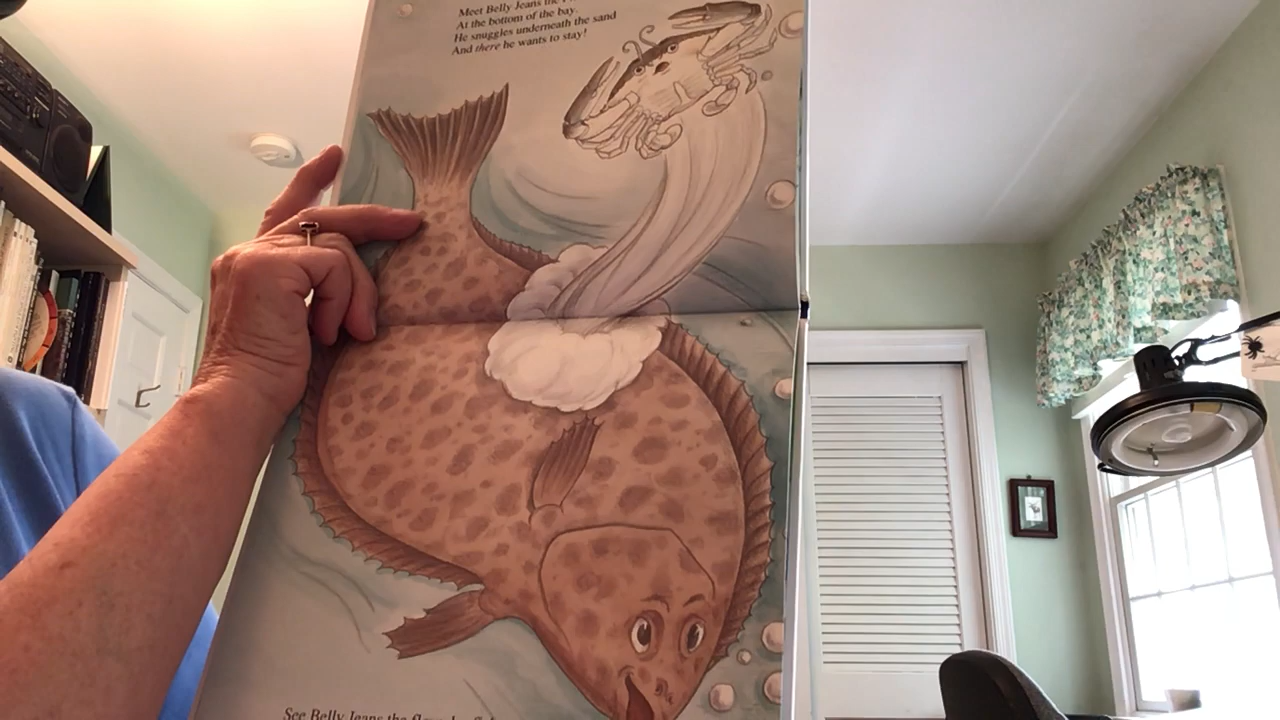 Meet Belly Jeans the
At the bottom of the bay.
He snuggles underneath the sand
And there he wants to stay!
See Belly Jeans the